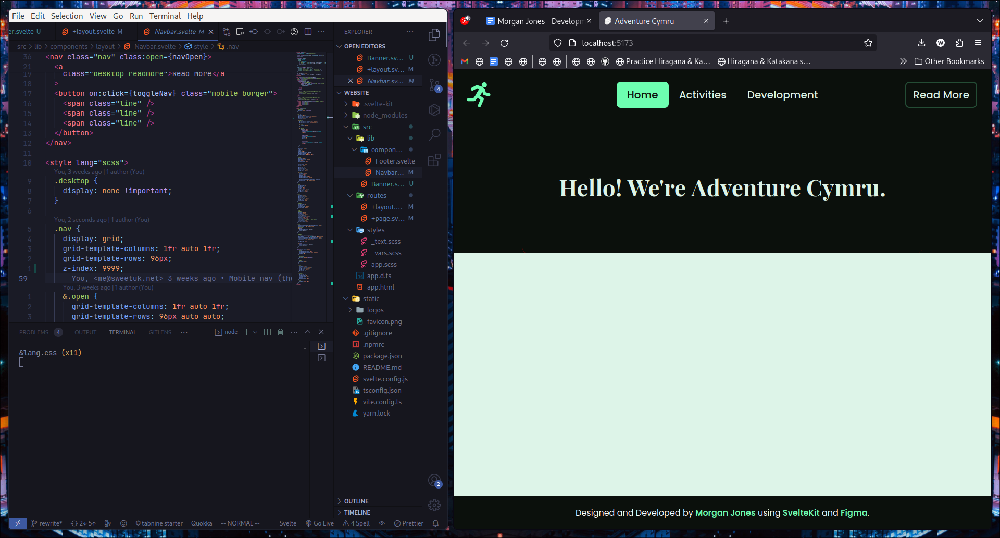 File Edit Selection View Go Run Terminal Help
er.svelte U
+layout.svelte M
Navbar.svelte M
src > lib > components > layout > Navbar.svelte > style > .nav
36 <nav class="nav" class:open={navOpen}>
21 <a
19 class="desktop readmore">Read More</a
18 >
17 <button on:click={toggleNav} class="mobile burger">
16 <span class="line" />
15 <span class="line" />
14 <span class="line" />
13 </button>
12 </nav>
11
10 <style lang="scss">
You, 3 weeks ago | 1 author (You)
9 .desktop {
8 display: none !important;
7 }
6
You, 2 seconds ago | 1 author (You)
5 .nav {
4 display: grid;
3 grid-template-columns: 1fr auto 1fr;
2 grid-template-rows: 96px;
1 z-index: 9999;
59 You, <me@sweetuk.net> 3 weeks ago • Mobile nav (the
You, 3 weeks ago | 1 author (You)
1 &.open {
2 grid-template-columns: 1fr auto 1fr;
3 grid-template-rows: 96px auto auto;
PROBLEMS 4 OUTPUT TERMINAL GITLENS ··· node
&lang.css (x11)
EXPLORER ···
OPEN EDITORS
Banner.sv... U
+layout.sv... M
Navbar.sv... M
WEBSITE
.svelte-kit
node_modules
src
lib
compon...
Footer.svelte
Navbar... M
Banner.s... U
routes
+layout.... M
+page.sv... M
styles
_text.scss
_vars.scss
app.scss
app.d.ts
app.html
static
logos
favicon.png
.gitignore
.npmrc
package.json
README.md
svelte.config.js
tsconfig.json
vite.config.ts
yarn.lock
OUTLINE
TIMELINE
4
2
rewrite* 2↓ 5↑ tabnine starter Quokka -- NORMAL -- Svelte Go Live 4 Spell Prettier
Morgan Jones - Developm
Adventure Cymru
localhost:5173
Practice Hiragana & Ka...
Hiragana & Katakana s...
Other Bookmarks
Home
Activities
Development
Read More
Hello! We're Adventure Cymru.
Designed and Developed by Morgan Jones using SvelteKit and Figma.